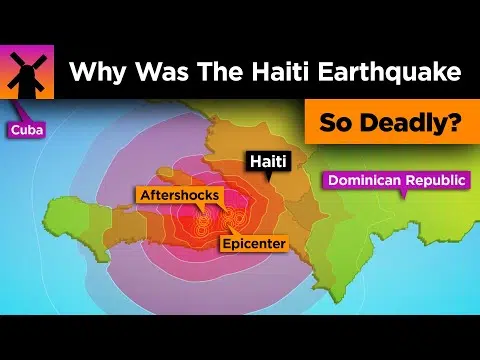 Why Was The Haiti Earthquake
So Deadly?
Cuba
Haiti
Dominican Republic
Aftershocks
Epicenter